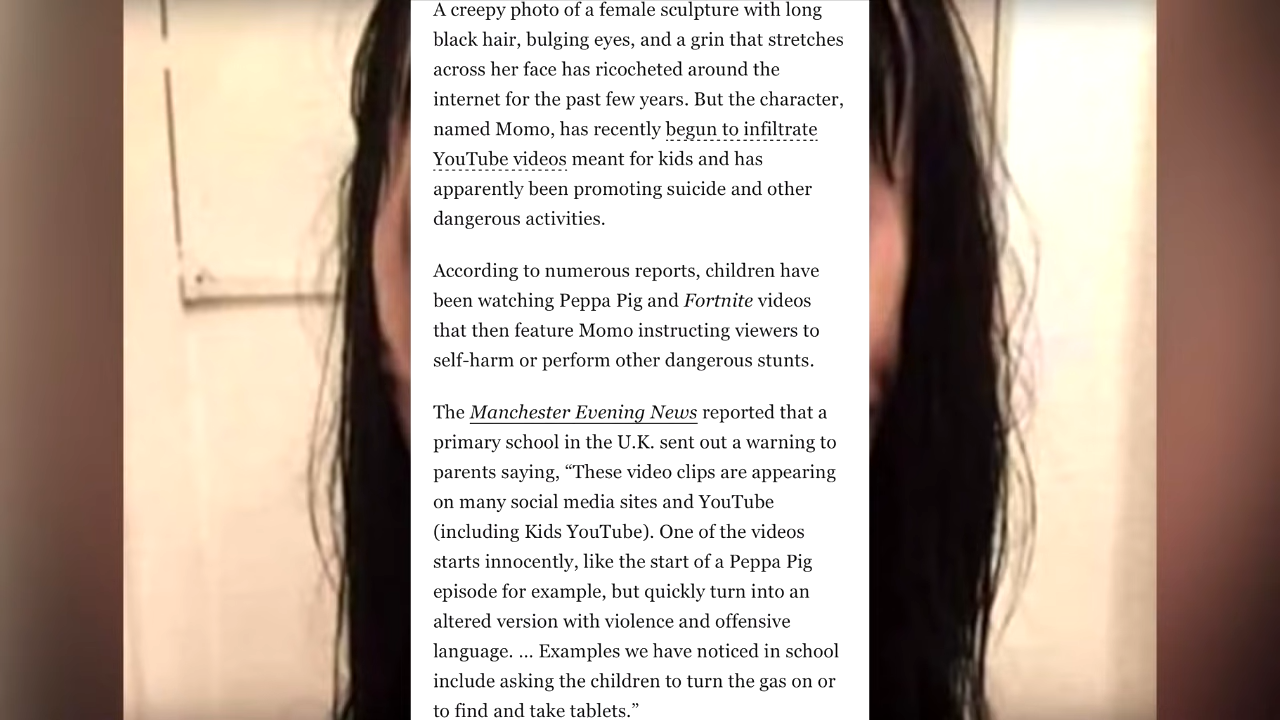 A creepy photo of a female sculpture with long
black hair, bulging eyes, and a grin that stretches
across her face has ricocheted around the
internet for the past few years. But the character,
named Momo, has recently begun to infiltrate
YouTube videos meant for kids and has
apparently been promoting suicide and other
dangerous activities.
According to numerous reports, children have
been watching Peppa Pig and Fortnite videos
that then feature Momo instructing viewers to
self-harm or perform other dangerous stunts.
The Manchester Evening News reported that a
primary school in the U.K. sent out a warning to
parents saying, “These video clips are appearing
on many social media sites and YouTube
(including Kids YouTube). One of the videos
starts innocently, like the start of a Peppa Pig
episode for example, but quickly turn into an
altered version with violence and offensive
language. … Examples we have noticed in school
include asking the children to turn the gas on or
to find and take tablets.”